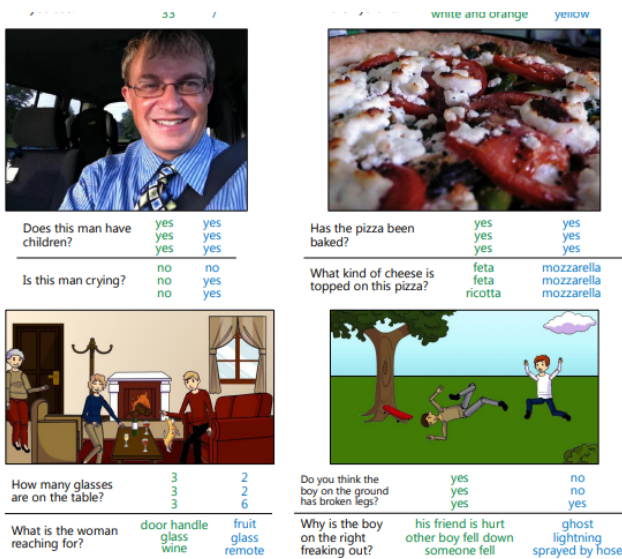 33 7
white and orange yellow
Does this man have
children?
yes yes
yes yes
yes yes
Is this man crying?
no no
no yes
no yes
Has the pizza been
baked?
yes yes
yes yes
yes yes
What kind of cheese is
topped on this pizza?
feta mozzarella
feta mozzarella
ricotta mozzarella
How many glasses
are on the table?
3 2
3 2
3 6
What is the woman
reaching for?
door handle fruit
glass glass
wine remote
Do you think the
boy on the ground
has broken legs?
yes no
yes no
yes yes
Why is the boy
on the right
freaking out?
his friend is hurt ghost
other boy fell down lightning
someone fell sprayed by hose